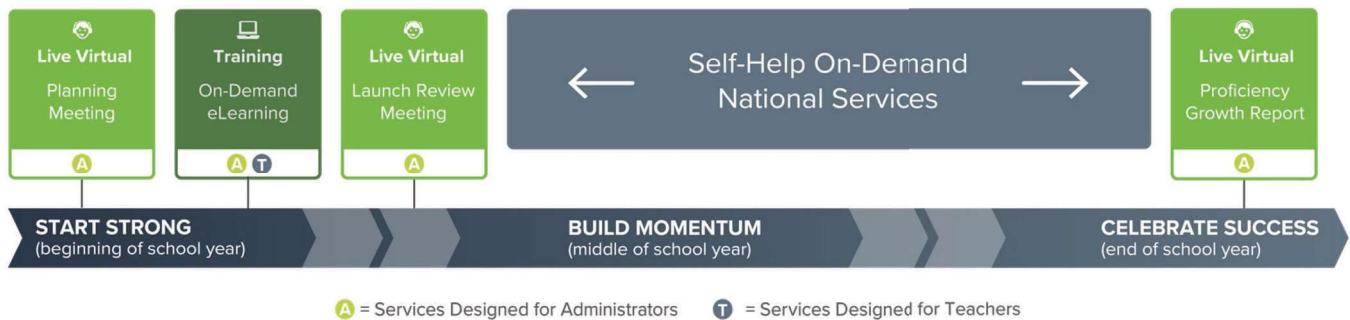 Live Virtual
Planning
Meeting
A
Training
On-Demand
eLearning
A T
Live Virtual
Launch Review
Meeting
A
Self-Help On-Demand
National Services
Live Virtual
Proficiency
Growth Report
A
START STRONG
(beginning of school year)
BUILD MOMENTUM
(middle of school year)
CELEBRATE SUCCESS
(end of school year)
A = Services Designed for Administrators
T = Services Designed for Teachers